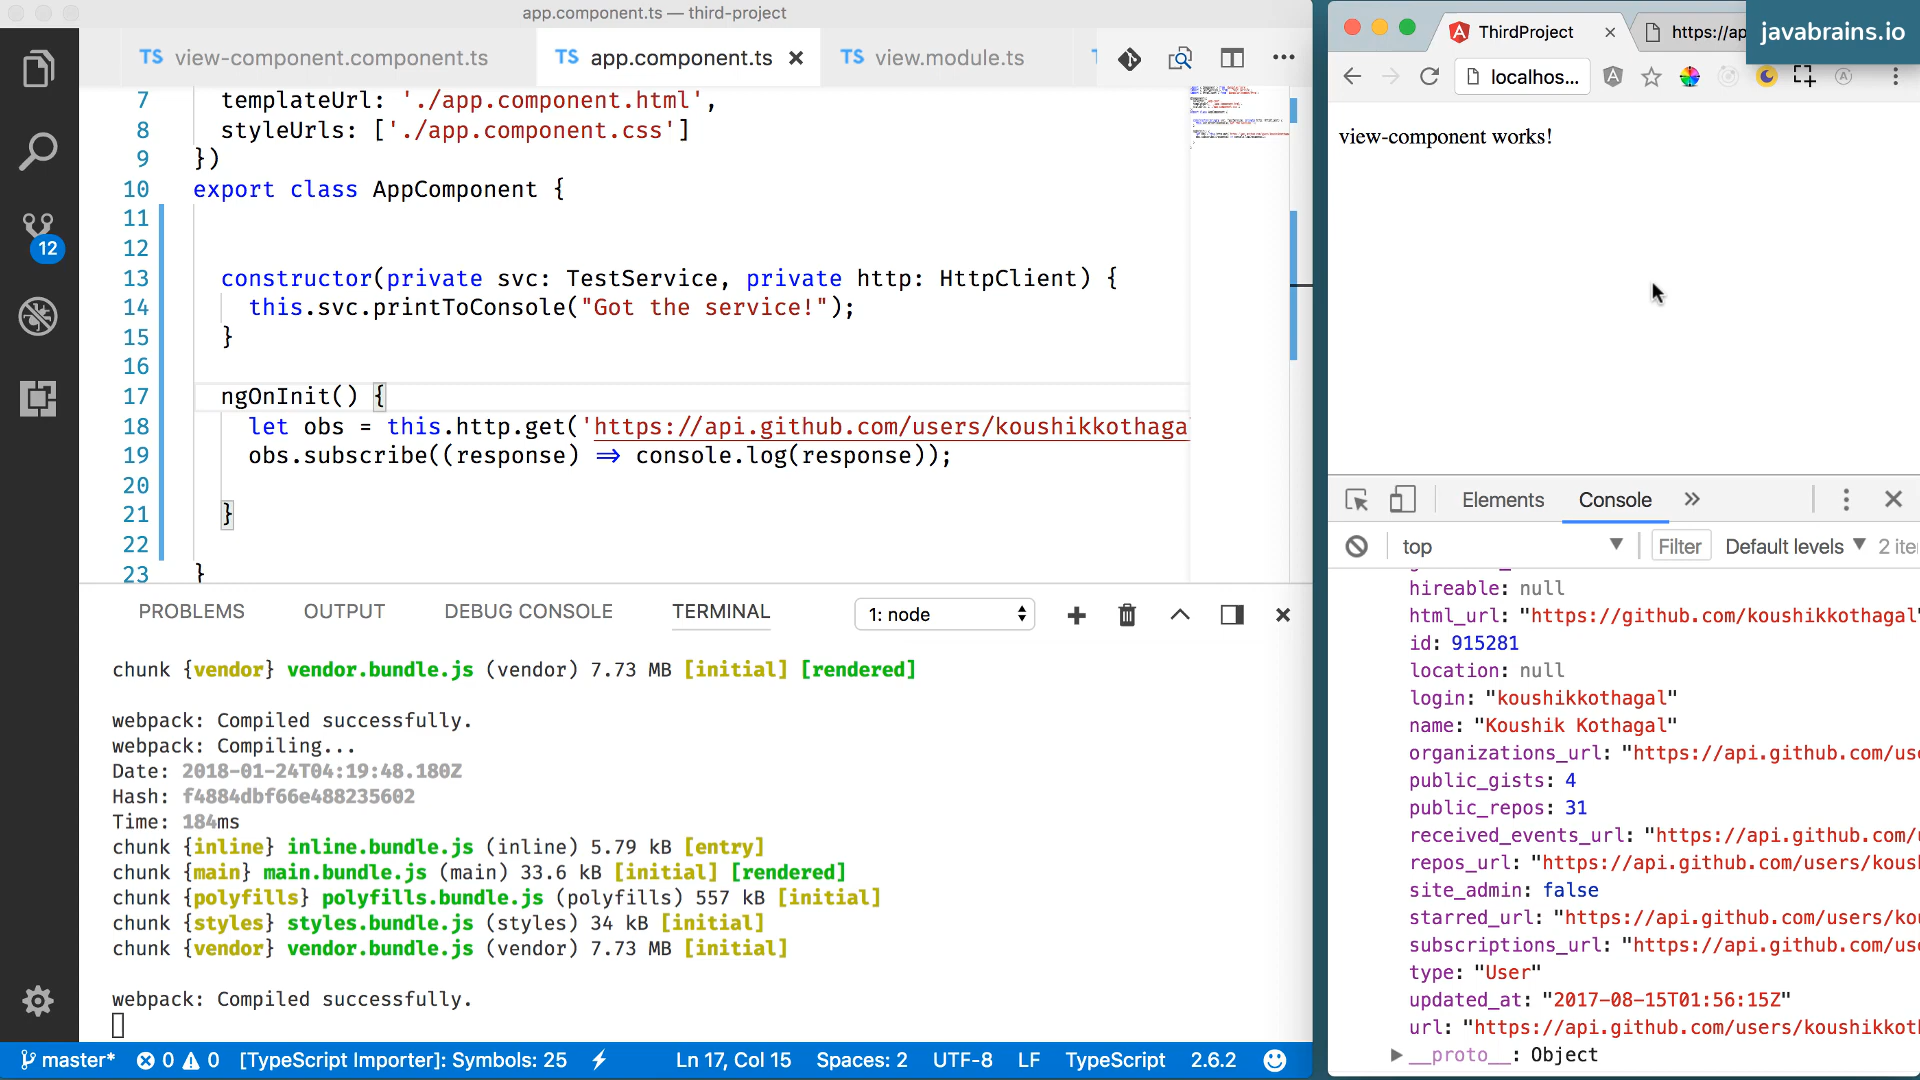 app.component.ts — third-project
TS view-component.component.ts
TS app.component.ts
TS view.module.ts
7 templateUrl: './app.component.html',
8 styleUrls: ['./app.component.css']
9 })
10 export class AppComponent {
11
12
13 constructor(private svc: TestService, private http: HttpClient) {
14 this.svc.printToConsole("Got the service!");
15 }
16
17 ngOnInit() {
18 let obs = this.http.get('https://api.github.com/users/koushikkothaga
19 obs.subscribe((response) => console.log(response));
20
21 }
22
23 }
12
PROBLEMS OUTPUT DEBUG CONSOLE TERMINAL 1: node
chunk {vendor} vendor.bundle.js (vendor) 7.73 MB [initial] [rendered]
webpack: Compiled successfully.
webpack: Compiling...
Date: 2018-01-24T04:19:48.180Z
Hash: f4884dbf66e488235602
Time: 184ms
chunk {inline} inline.bundle.js (inline) 5.79 kB [entry]
chunk {main} main.bundle.js (main) 33.6 kB [initial] [rendered]
chunk {polyfills} polyfills.bundle.js (polyfills) 557 kB [initial]
chunk {styles} styles.bundle.js (styles) 34 kB [initial]
chunk {vendor} vendor.bundle.js (vendor) 7.73 MB [initial]
webpack: Compiled successfully.
master* 0 0 [TypeScript Importer]: Symbols: 25 Ln 17, Col 15 Spaces: 2 UTF-8 LF TypeScript 2.6.2
ThirdProject https://ap
javabrains.io
localhos...
view-component works!
Elements Console
top Filter Default levels 2 ite
hireable: null
html_url: "https://github.com/koushikkothagal"
id: 915281
location: null
login: "koushikkothagal"
name: "Koushik Kothagal"
organizations_url: "https://api.github.com/use
public_gists: 4
public_repos: 31
received_events_url: "https://api.github.com/
repos_url: "https://api.github.com/users/kous
site_admin: false
starred_url: "https://api.github.com/users/ko
subscriptions_url: "https://api.github.com/use
type: "User"
updated_at: "2017-08-15T01:56:15Z"
url: "https://api.github.com/users/koushikkot
__proto__: Object